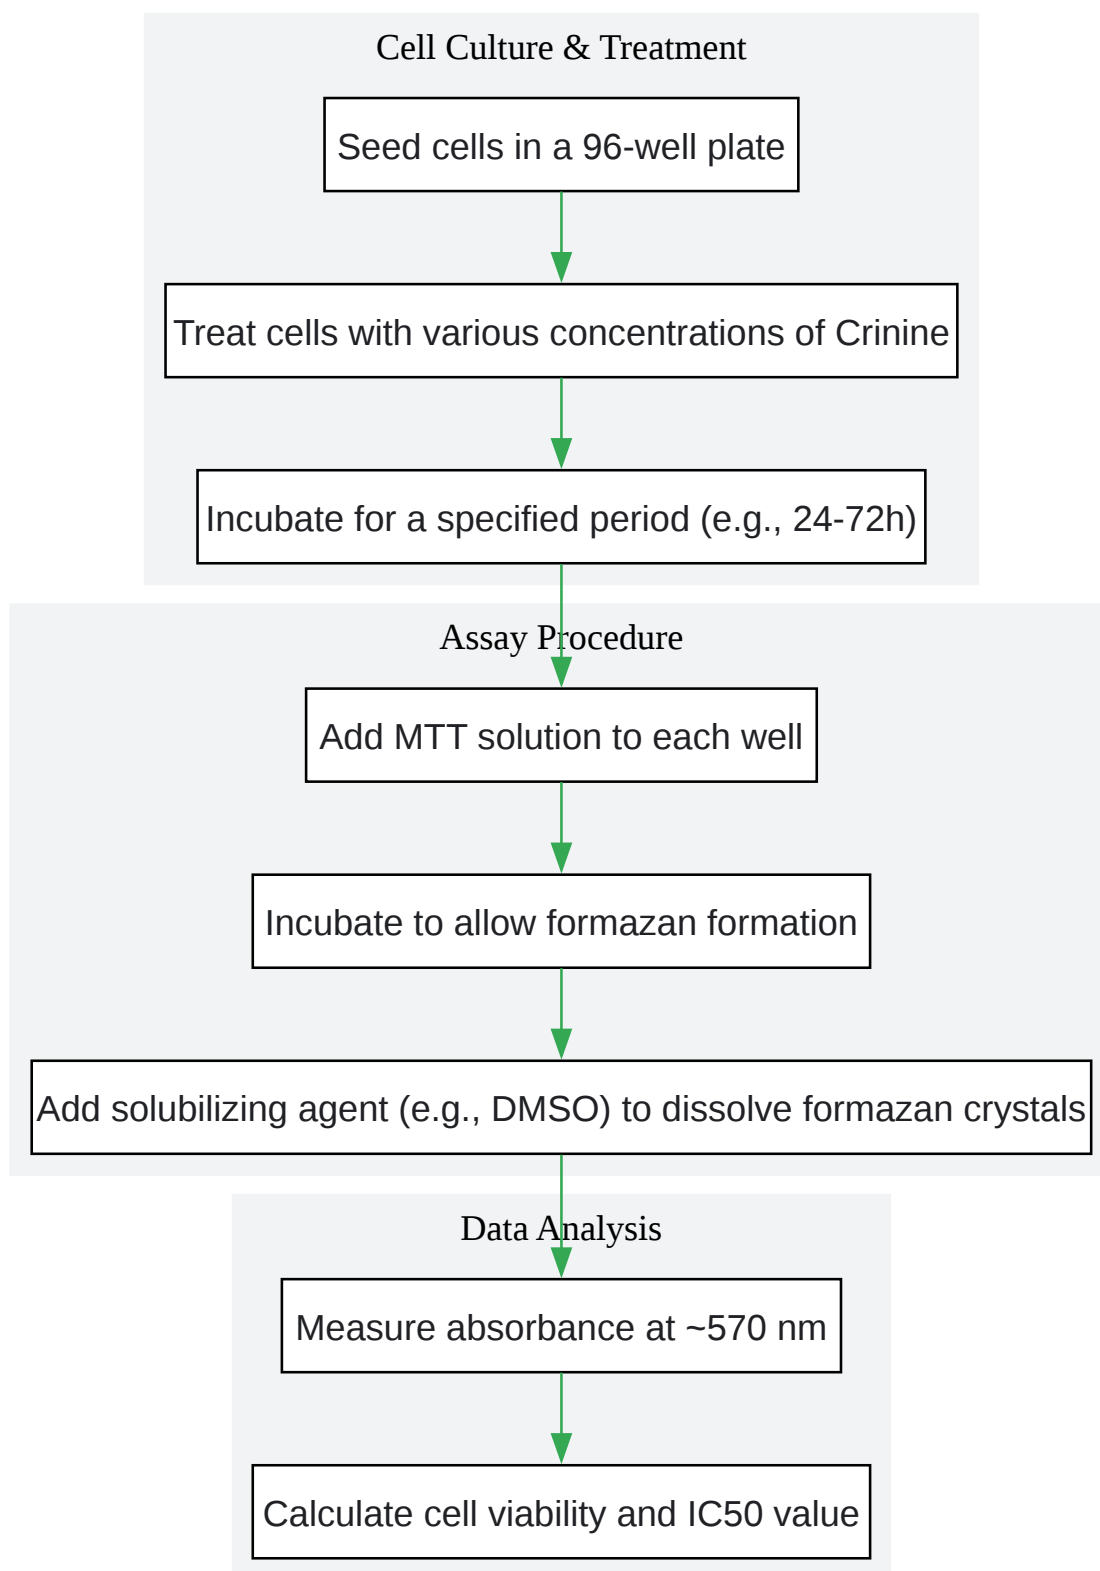 Cell Culture & Treatment
Seed cells in a 96-well plate
Treat cells with various concentrations of Crinine
Incubate for a specified period (e.g., 24-72h)
Assay Procedure
Add MTT solution to each well
Incubate to allow formazan formation
Add solubilizing agent (e.g., DMSO) to dissolve formazan crystals
Data Analysis
Measure absorbance at ~570 nm
Calculate cell viability and IC50 value